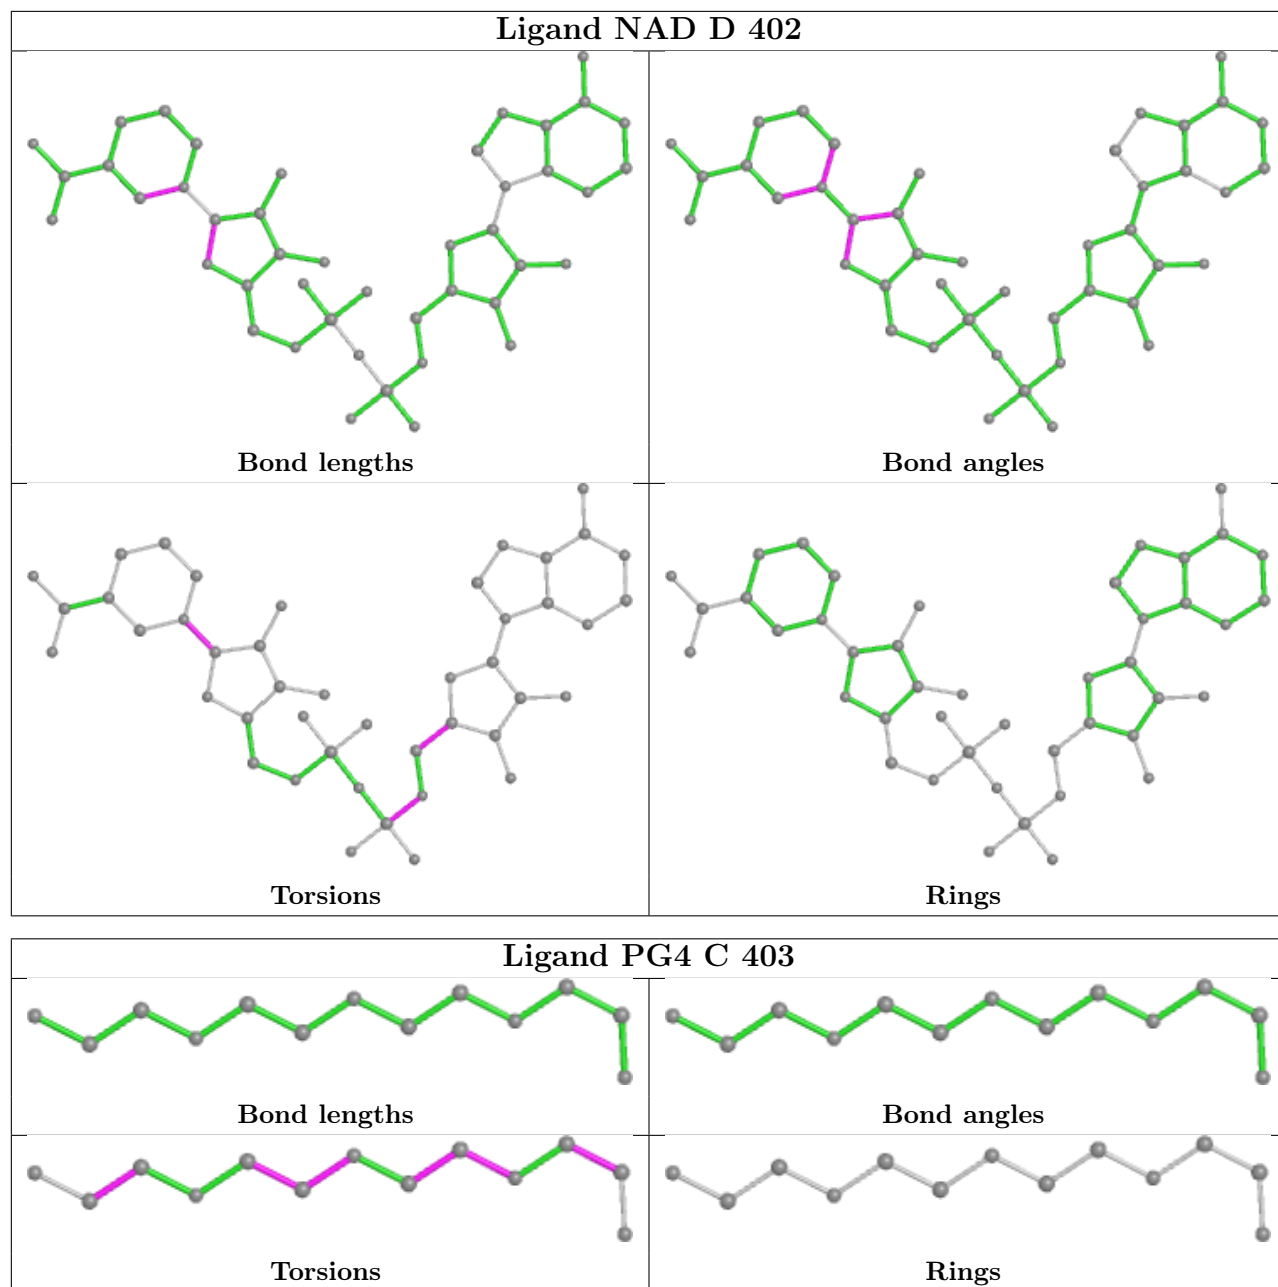 Ligand NAD D 402
Bond lengths
Bond angles
Torsions
Rings
Ligand PG4 C 403
Bond lengths
Bond angles
Torsions
Rings